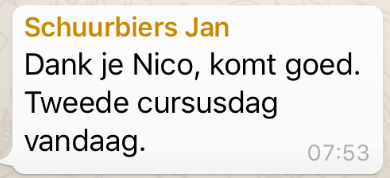 Schuurbiers Jan
Dank je Nico, komt goed.
Tweede cursusdag
vandaag.
07:53